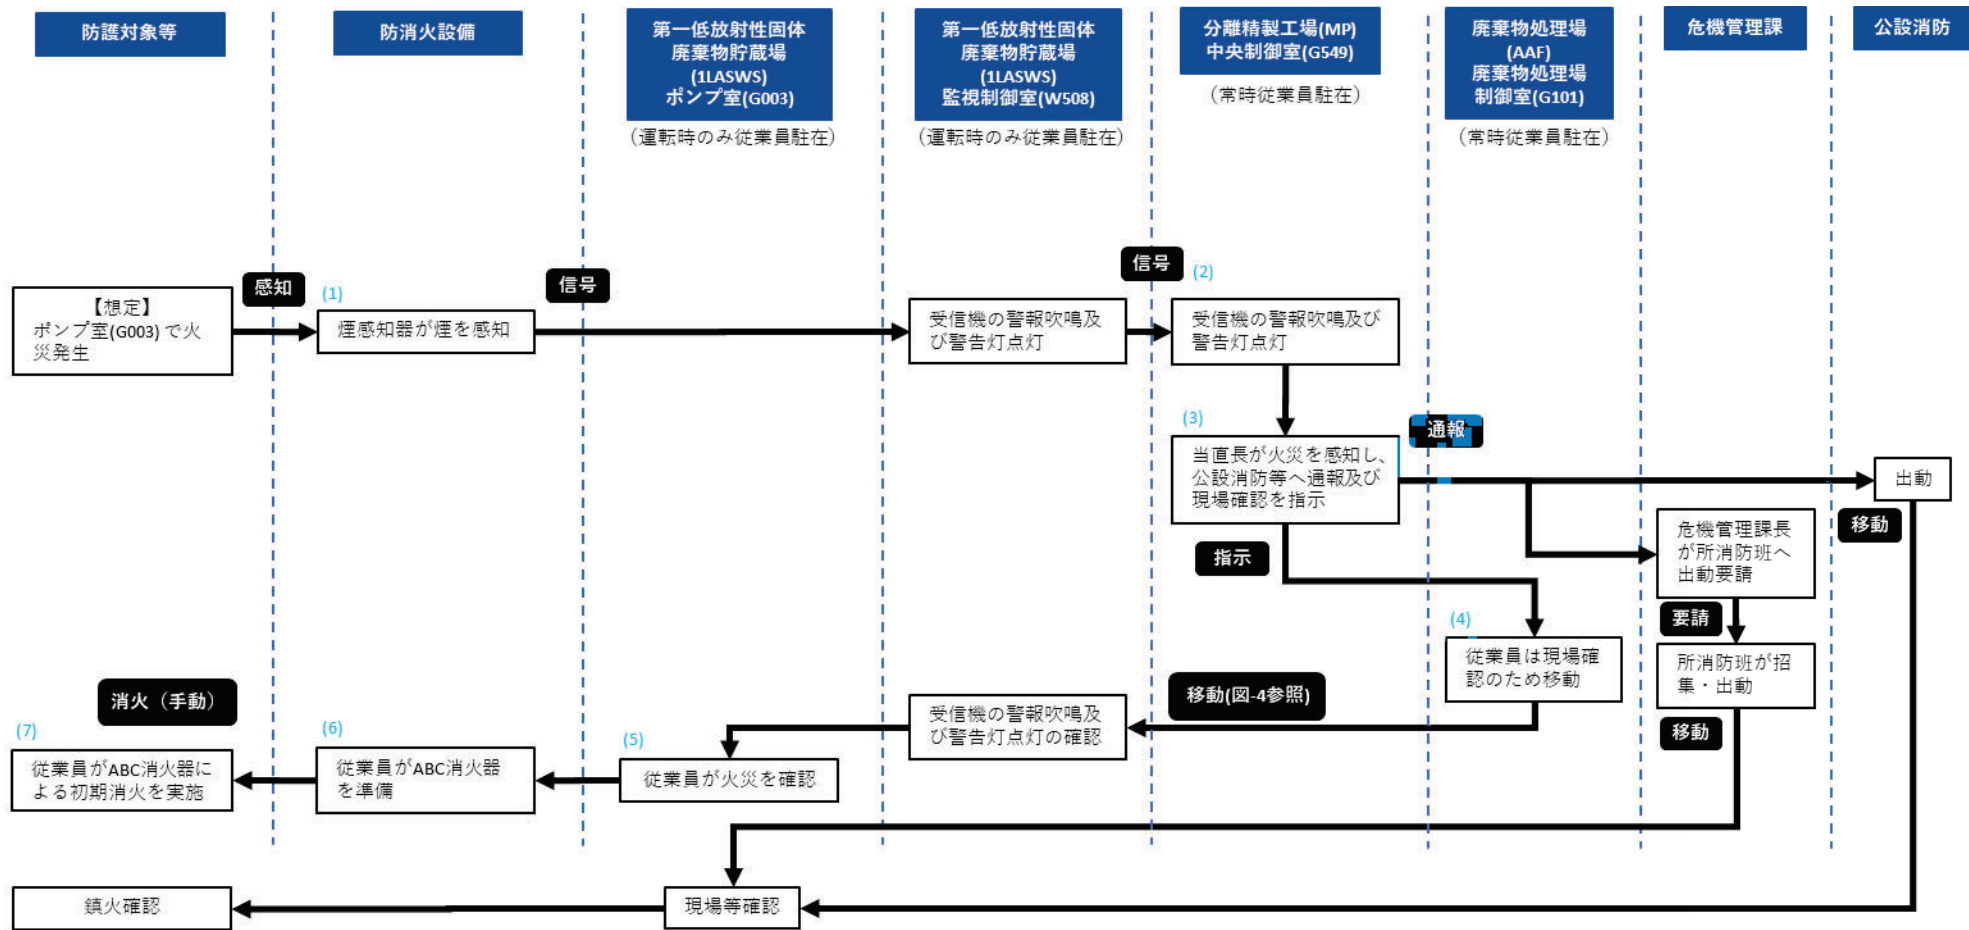 防護対象等
防消火設備
第一低放射性固体
廃棄物貯蔵場
(1LASWS)
ポンプ室(G003)
（運転時のみ従業員駐在）
第一低放射性固体
廃棄物貯蔵場
(1LASWS)
監視制御室(W508)
（運転時のみ従業員駐在）
分離精製工場(MP)
中央制御室(G549)
（常時従業員駐在）
廃棄物処理場
(AAF)
廃棄物処理場
制御室(G101)
（常時従業員駐在）
危機管理課
公設消防
【想定】
ポンプ室(G003) で火
災発生
感知
(1)
煙感知器が煙を感知
信号
受信機の警報吹鳴及
び警告灯点灯
信号
(2)
受信機の警報吹鳴及び
警告灯点灯
(3)
当直長が火災を感知し、
公設消防等へ通報及び
現場確認を指示
通報
出動
移動
危機管理課長
が所消防班へ
出動要請
指示
要請
(4)
従業員は現場確
認のため移動
所消防班が招
集・出動
移動
移動(図-4参照)
受信機の警報吹鳴及
び警告灯点灯の確認
(5)
従業員が火災を確認
(6)
従業員がABC消火器
を準備
消火（手動）
(7)
従業員がABC消火器に
よる初期消火を実施
現場等確認
鎮火確認